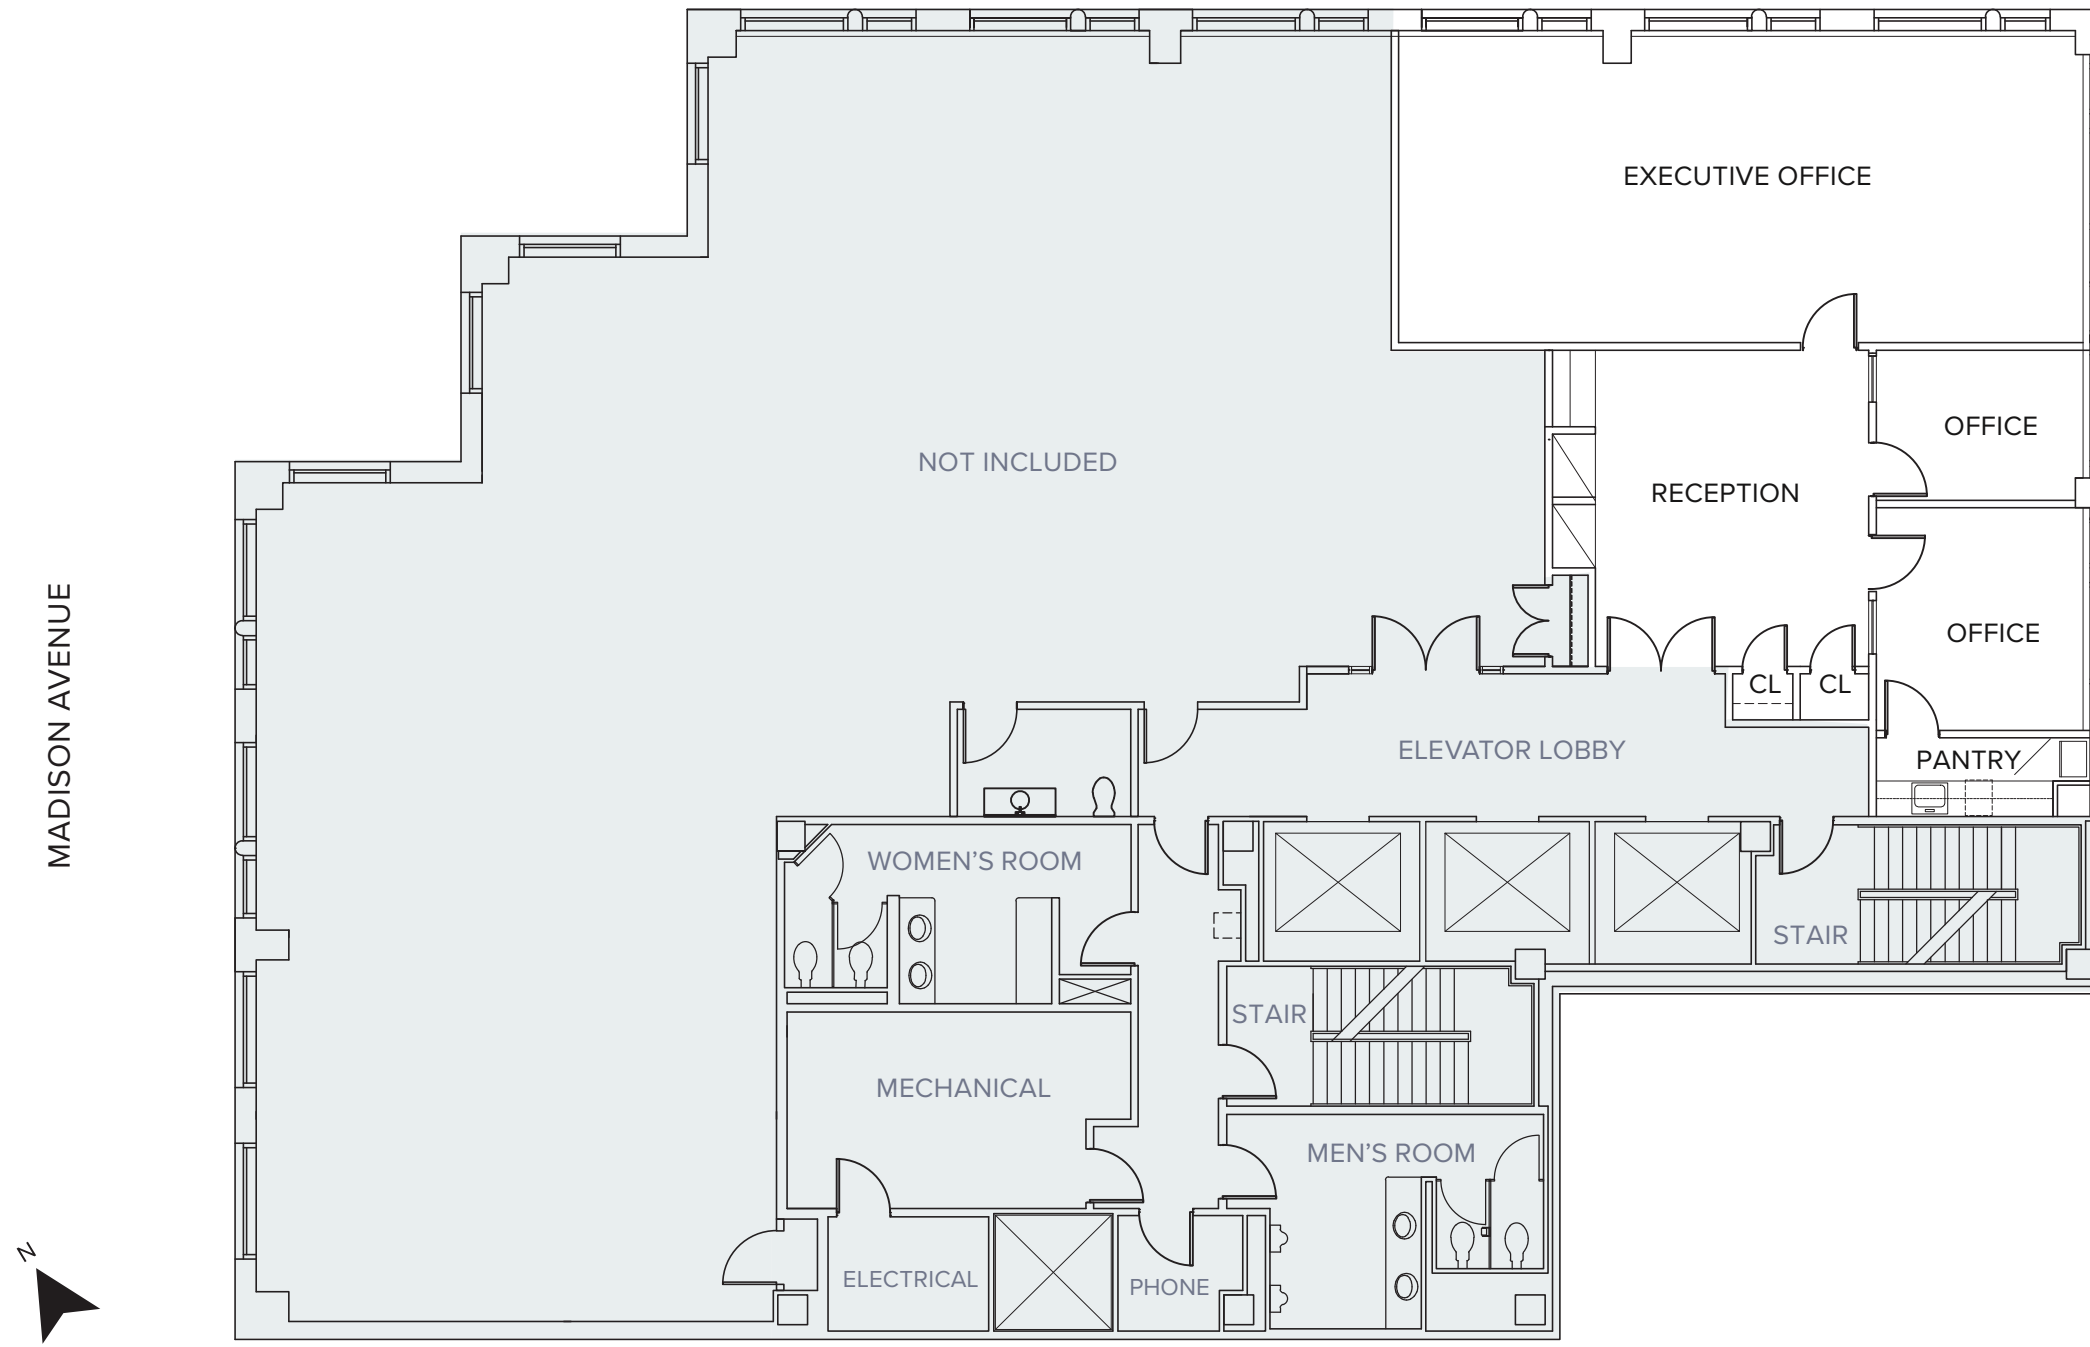 EXECUTIVE OFFICE
OFFICE
NOT INCLUDED
RECEPTION
MADISON AVENUE
OFFICE
CL
CL
ELEVATOR LOBBY
PANTRY
WOMEN'S ROOM
STAIR
STAIR
MECHANICAL
MEN'S ROOM
N
ELECTRICAL
PHONE